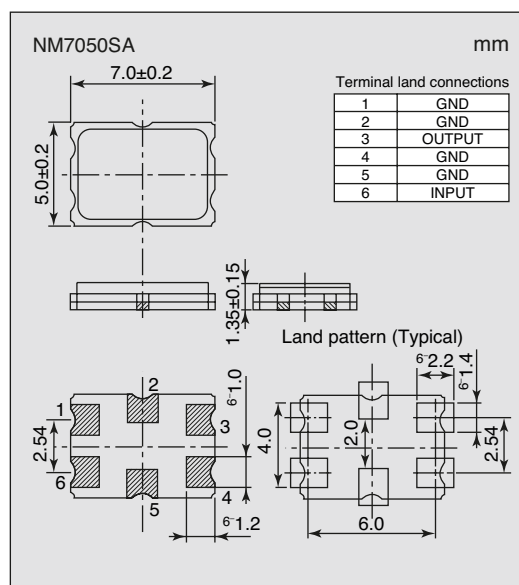 NM7050SA mm
7.0±0.2
5.0±0.2
Terminal land connections
1 GND
2 GND
3 OUTPUT
4 GND
5 GND
6 INPUT
1.35±0.15
Land pattern (Typical)
1 2 3
6 5 4
2.54
6-1.0
6-1.2
6-2.2
6-1.4
4.0
2.0
2.54
6.0